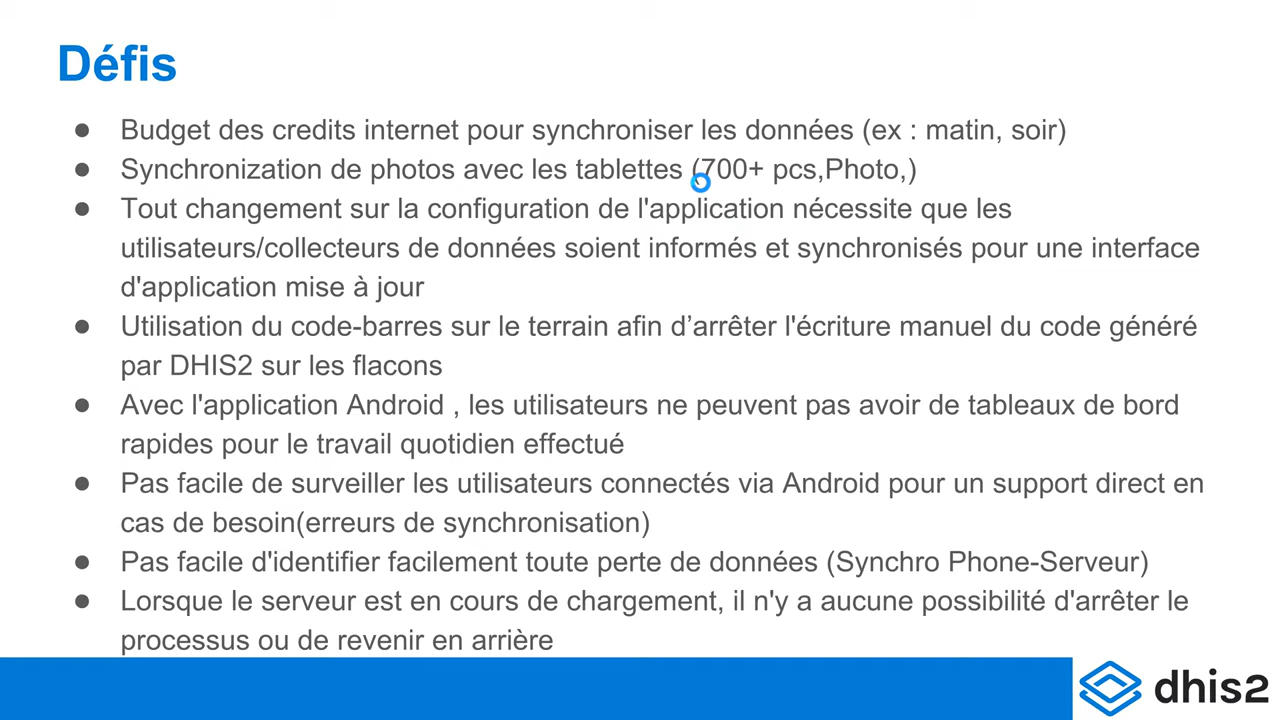 Défis
● Budget des credits internet pour synchroniser les données (ex : matin, soir)
● Synchronization de photos avec les tablettes (700+ pcs,Photo,)
● Tout changement sur la configuration de l'application nécessite que les
utilisateurs/collecteurs de données soient informés et synchronisés pour une interface
d'application mise à jour
● Utilisation du code-barres sur le terrain afin d’arrêter l'écriture manuel du code généré
par DHIS2 sur les flacons
● Avec l'application Android , les utilisateurs ne peuvent pas avoir de tableaux de bord
rapides pour le travail quotidien effectué
● Pas facile de surveiller les utilisateurs connectés via Android pour un support direct en
cas de besoin(erreurs de synchronisation)
● Pas facile d'identifier facilement toute perte de données (Synchro Phone-Serveur)
● Lorsque le serveur est en cours de chargement, il n'y a aucune possibilité d'arrêter le
processus ou de revenir en arrière
dhis2